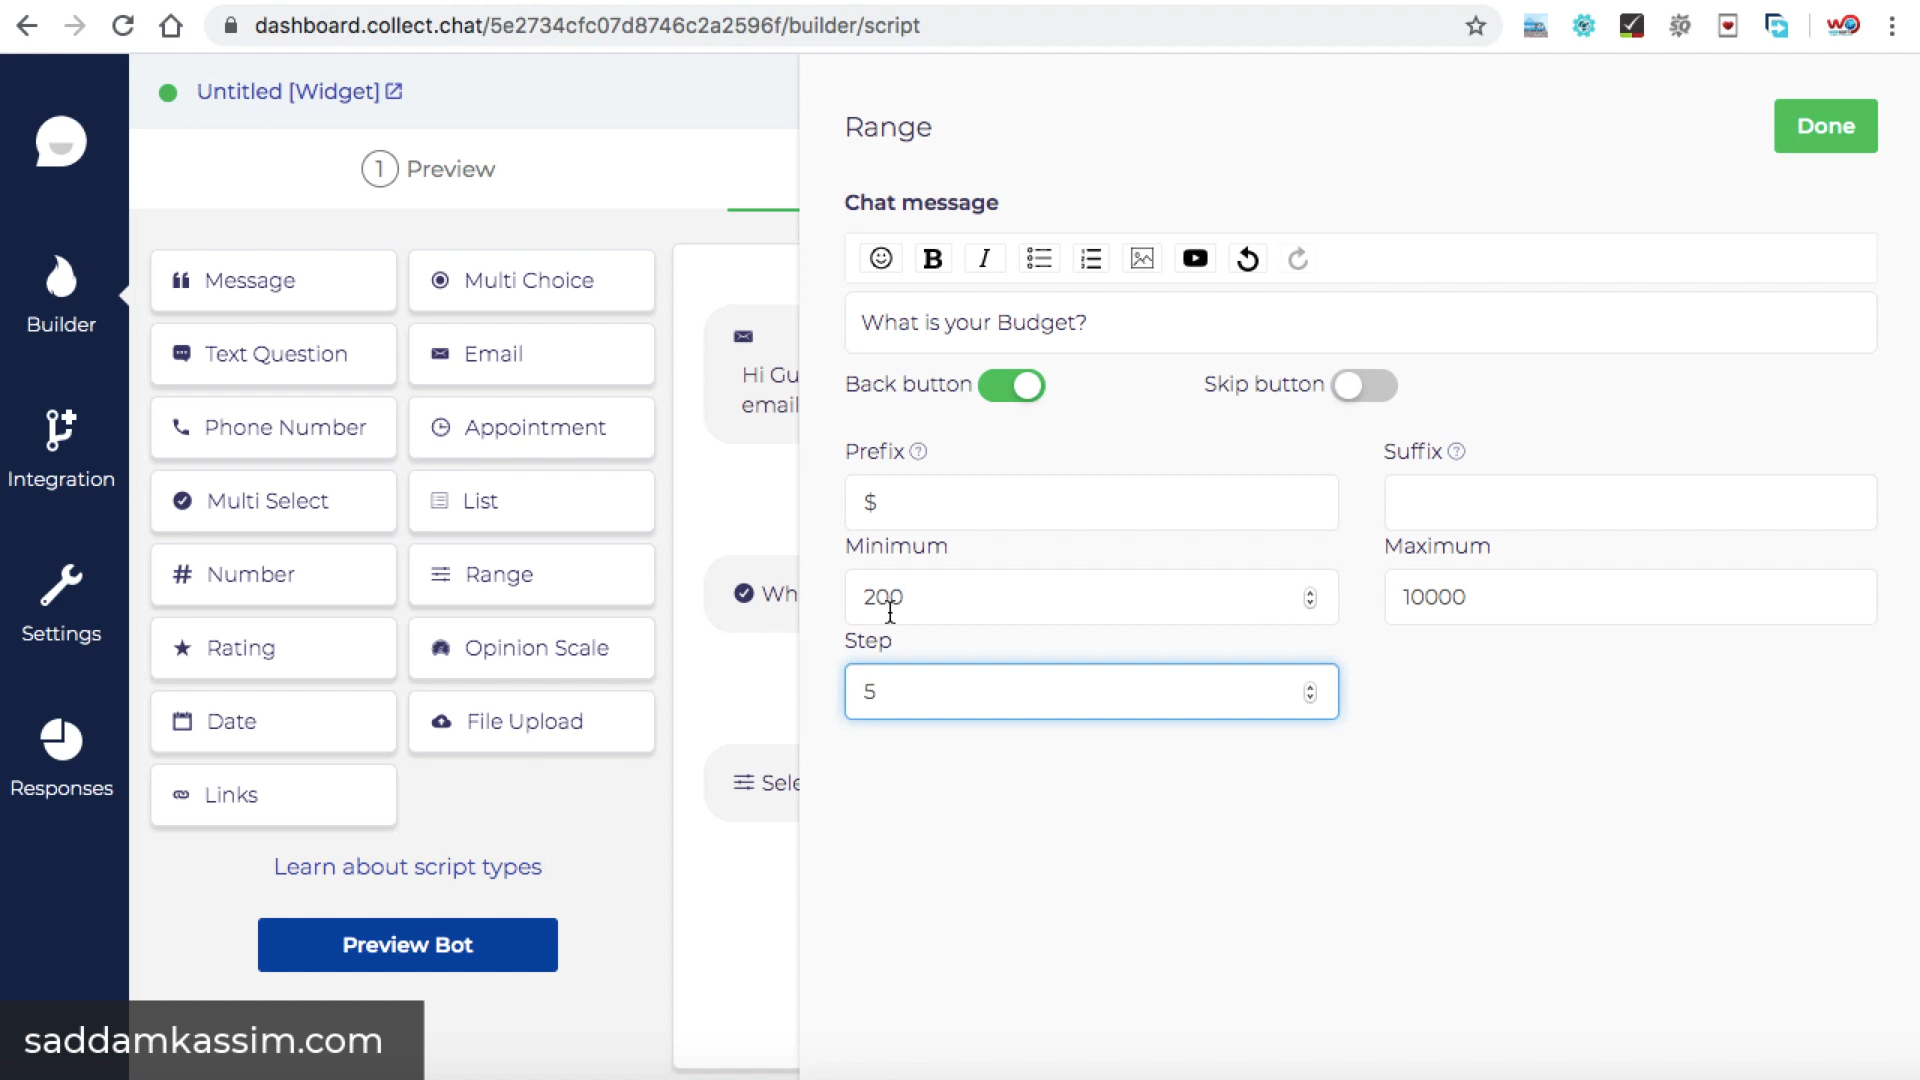 dashboard.collect.chat/5e2734cfc07d8746c2a2596f/builder/script
Untitled [Widget]
1 Preview
Builder
Integration
Settings
Responses
Message
Multi Choice
Text Question
Email
Phone Number
Appointment
Multi Select
List
# Number
Range
Rating
Opinion Scale
Date
File Upload
Links
Learn about script types
Preview Bot
Hi Gu
email
Wh
Sele
Range
Done
Chat message
B I
What is your Budget?
Back button
Skip button
Prefix ?
Suffix ?
$
Minimum
Maximum
200
10000
Step
5
saddamkassim.com